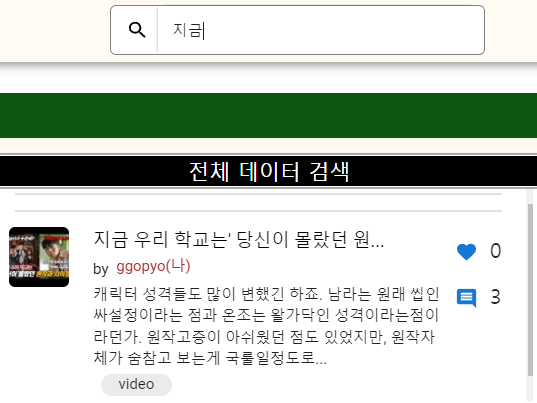 지금
전체 데이터 검색
지금 우리 학교는' 당신이 몰랐던 원...
by ggopyo(나)
0
캐릭터 성격들도 많이 변했긴 하죠. 남라는 원래 씹인
싸설정이라는 점과 온조는 왈가닥인 성격이라는점이
라던가. 원작고증이 아쉬웠던 점도 있었지만, 원작자
체가 숨참고 보는게 국룰일정도로...
3
video